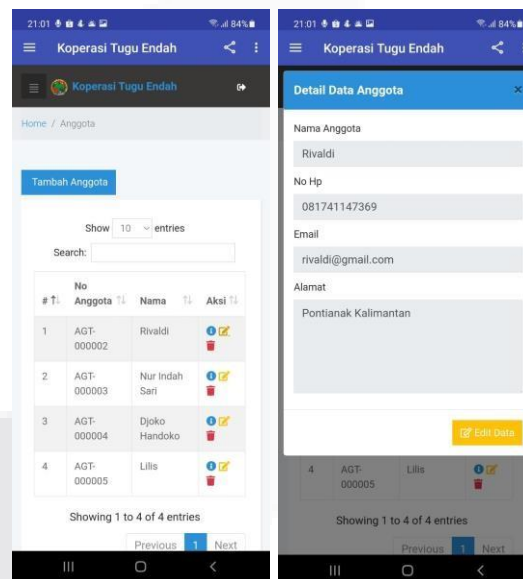 21:01 84%
Koperasi Tugu Endah
Koperasi Tugu Endah
Home / Anggota
Tambah Anggota
Show 10 entries
Search:
# No Anggota Nama Aksi
1 AGT-000002 Rivaldi
2 AGT-000003 Nur Indah Sari
3 AGT-000004 Djoko Handoko
4 AGT-000005 Lilis
Showing 1 to 4 of 4 entries
Previous 1 Next
21:01 84%
Koperasi Tugu Endah
Detail Data Anggota ×
Nama Anggota
Rivaldi
No Hp
081741147369
Email
rivaldi@gmail.com
Alamat
Pontianak Kalimantan
Edit Data
4 AGT-000005 Lilis
Showing 1 to 4 of 4 entries
Previous 1 Next